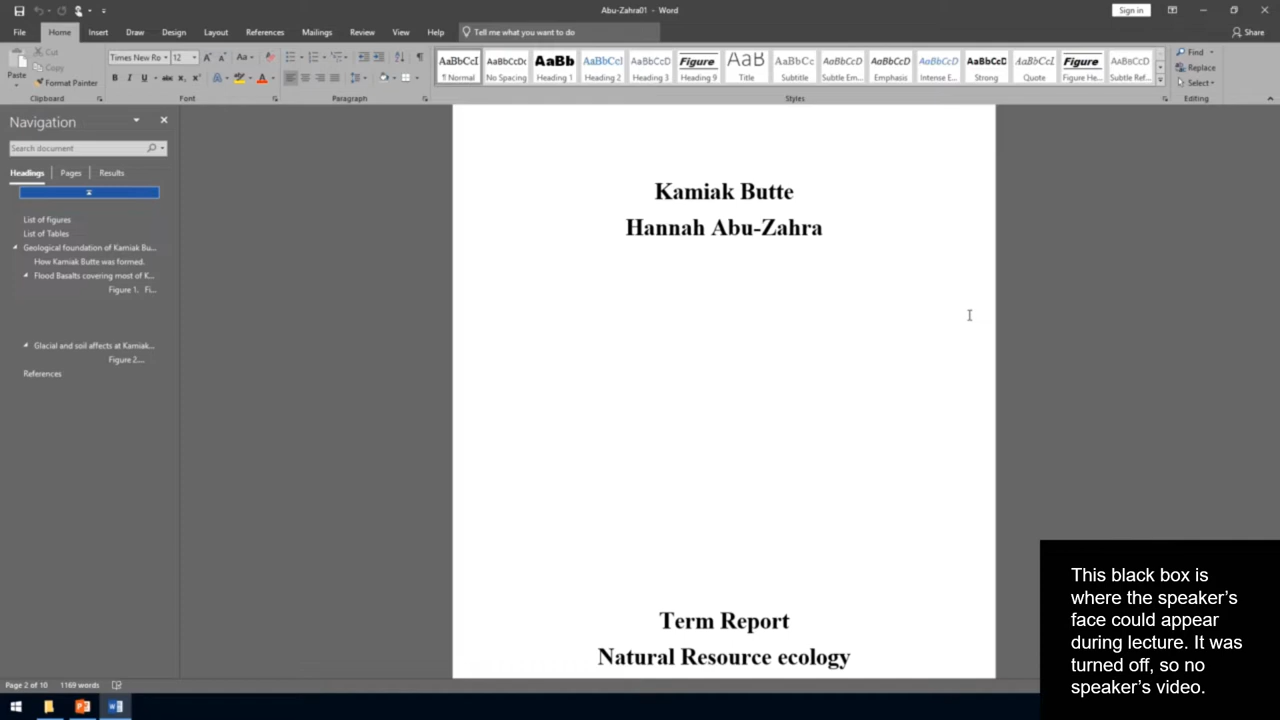 Abu-Zahra01 - Word
Sign in
File Home Insert Draw Design Layout References Mailings Review View Help Tell me what you want to do
Share
Paste
Cut
Copy
Format Painter
Clipboard
Times New Ro 12
Font
Paragraph
AaBbCcI AaBbCcDc AaBb AaBbCcI AaBbCcD Figure AaB AaBbCc AaBbCcD AaBbCcD AaBbCcD AaBbCcD AaBbCcD Figure AaBbCcD
¶ Normal No Spacing Heading 1 Heading 2 Heading 3 Heading 9 Title Subtitle Subtle Em... Emphasis Intense E... Strong Quote Figure He... Subtle Ref...
Styles
Find
Replace
Select
Editing
Navigation
Search document
Headings Pages Results
List of figures
List of Tables
Geological foundation of Kamiak Bu...
How Kamiak Butte was formed.
Flood Basalts covering most of K...
Figure 1. Fi...
Glacial and soil affects at Kamiak...
Figure 2....
References
Kamiak Butte
Hannah Abu-Zahra
Term Report
Natural Resource ecology
This black box is
where the speaker's
face could appear
during lecture. It was
turned off, so no
speaker's video.
Page 2 of 10 1169 words